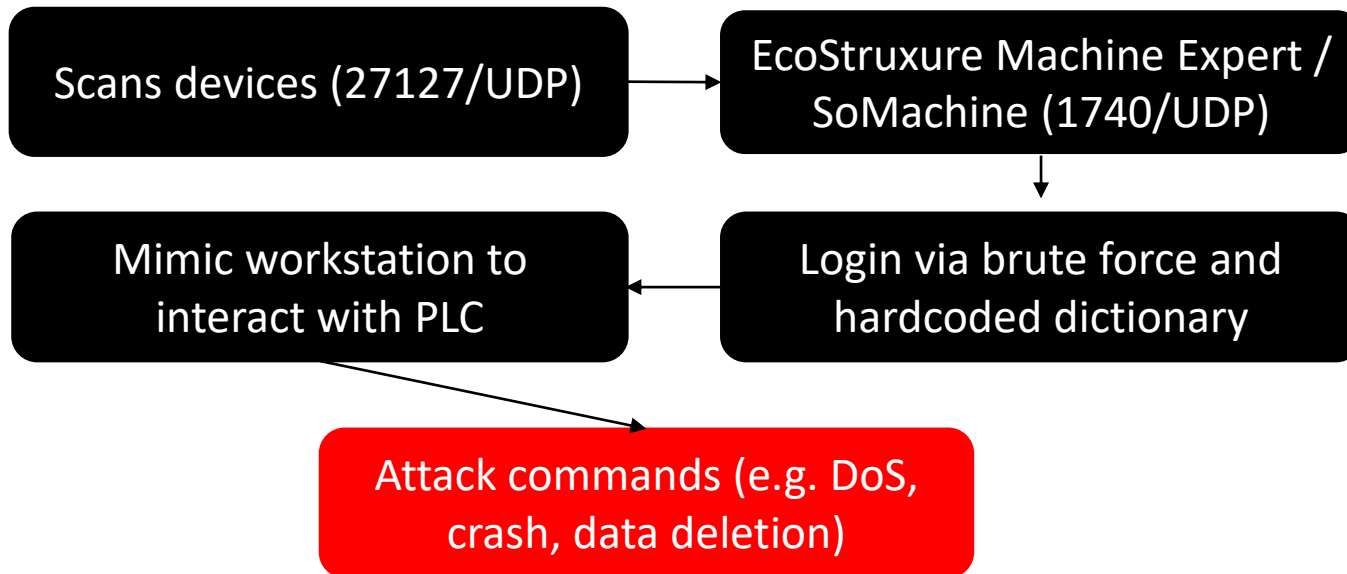 Scans devices (27127/UDP)
EcoStruxure Machine Expert /
SoMachine (1740/UDP)
Login via brute force and
hardcoded dictionary
Mimic workstation to
interact with PLC
Attack commands (e.g. DoS,
crash, data deletion)